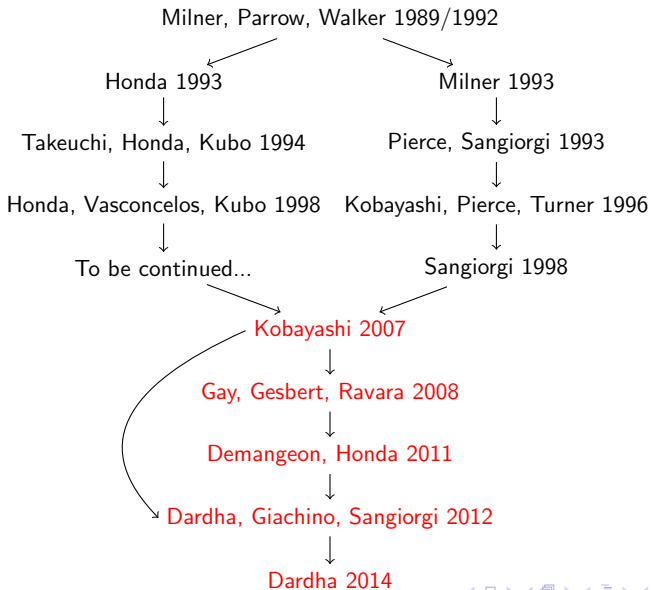 Milner, Parrow, Walker 1989/1992
Honda 1993
Milner 1993
Takeuchi, Honda, Kubo 1994
Pierce, Sangiorgi 1993
Honda, Vasconcelos, Kubo 1998
Kobayashi, Pierce, Turner 1996
To be continued...
Sangiorgi 1998
Kobayashi 2007
Gay, Gesbert, Ravara 2008
Demangeon, Honda 2011
Dardha, Giachino, Sangiorgi 2012
Dardha 2014